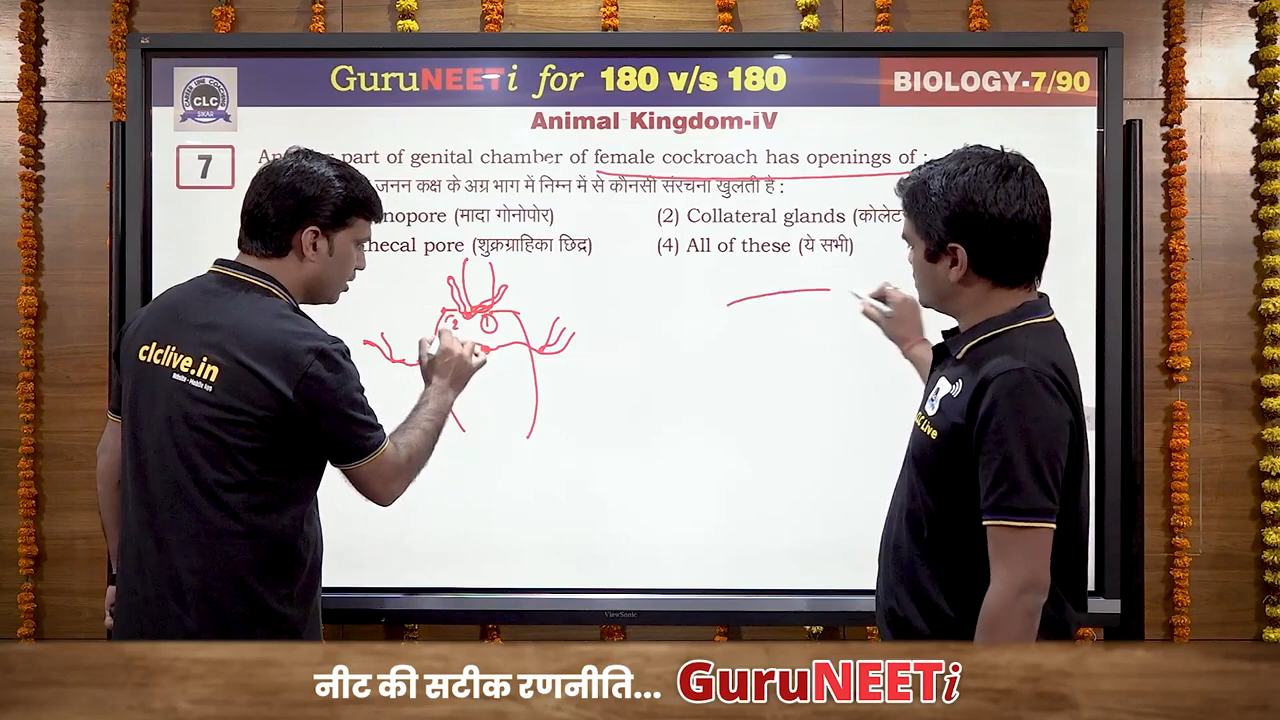 GuruNEETi for 180 v/s 180
BIOLOGY-7/90
CLC
SIKAR
Animal Kingdom-iV
7
part of genital chamber of female cockroach has openings of :
जनन कक्ष के अग्र भाग में निम्न में से कौनसी संरचना खुलती है :
nopore (मादा गोनोपोर)
(2) Collateral glands (कोलेट
hecal pore (शुक्रग्राहिका छिद्र)
(4) All of these (ये सभी)
clclive.in
Live
ViewSonic
नीट की सटीक रणनीति... GuruNEETi